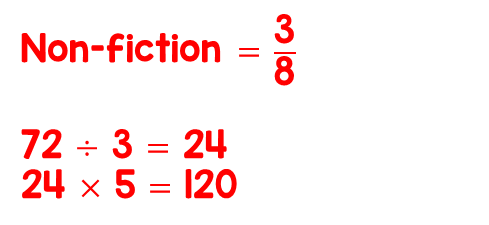 Non-fiction = 3/8
72 ÷ 3 = 24
24 × 5 = 120